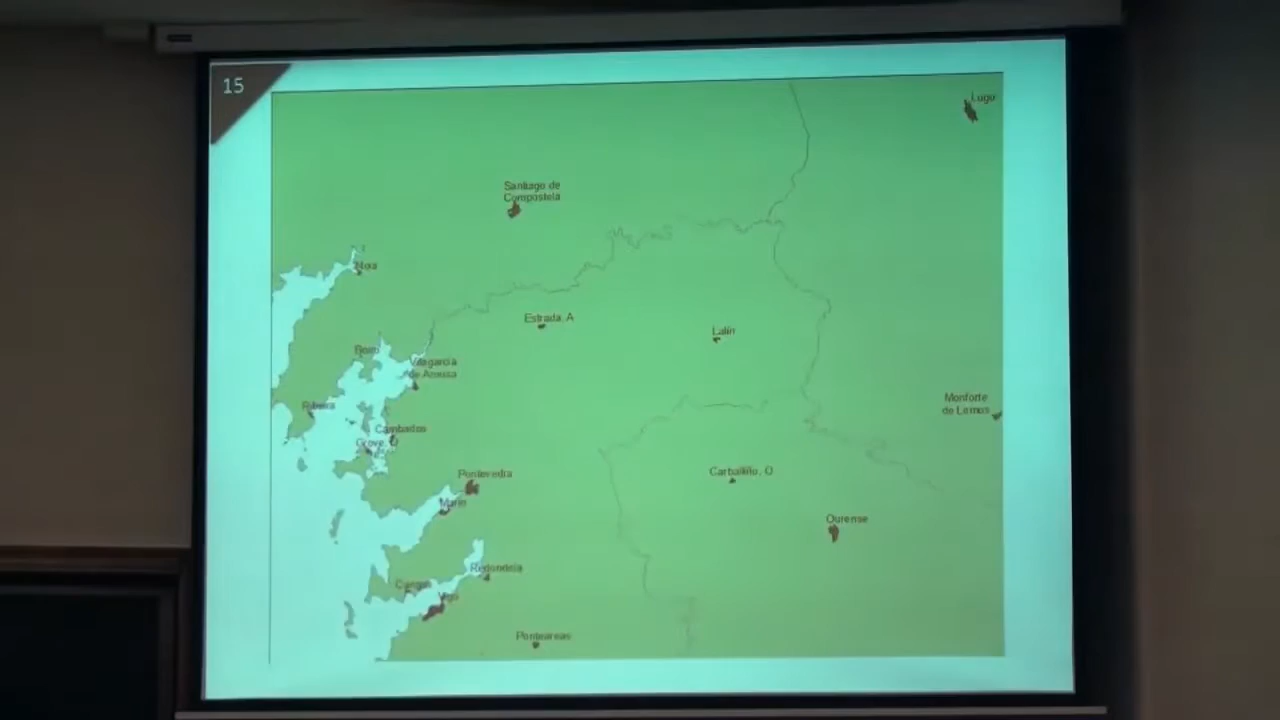 15
Lugo
Santiago de
Compostela
Noia
Estrada, A
Lalín
Boiro
Vilagarcía
de Arousa
Ribeira
Monforte
de Lemos
Cambados
Grove, O
Pontevedra
Carballiño, O
Marín
Ourense
Redondela
Cangas
Vigo
Ponteareas